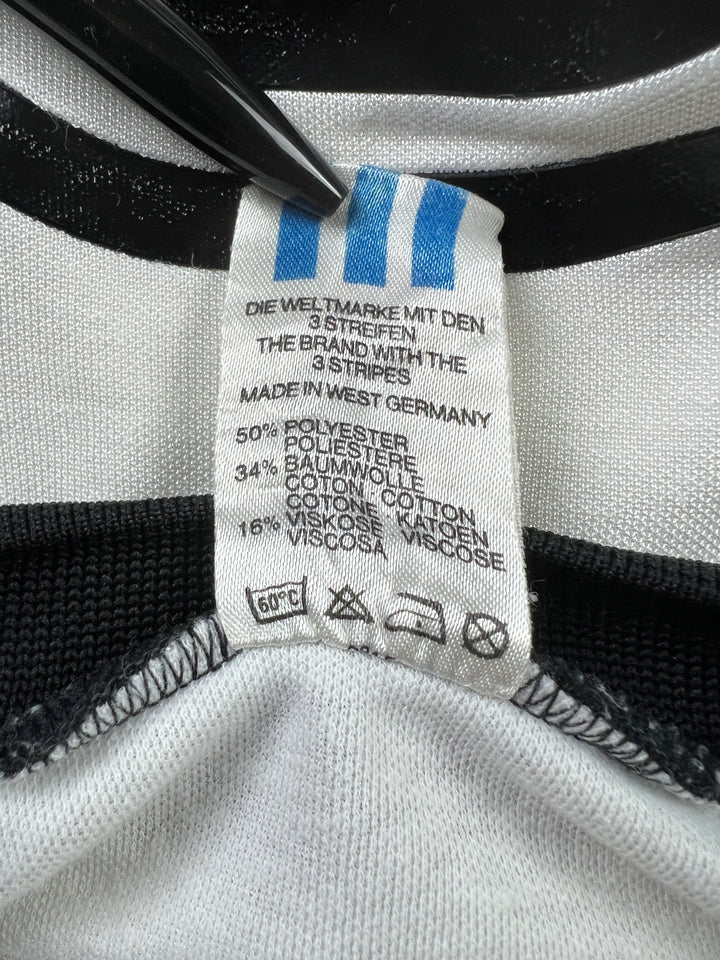 DIE WELTMARKE MIT DEN
3 STREIFEN
THE BRAND WITH THE
3 STRIPES
MADE IN WEST GERMANY
50% POLYESTER
POLIESTERE
34% BAUMWOLLE
COTON COTTON
COTONE KATOEN
16% VISKOSE VISCOSE
VISCOSA
60°C